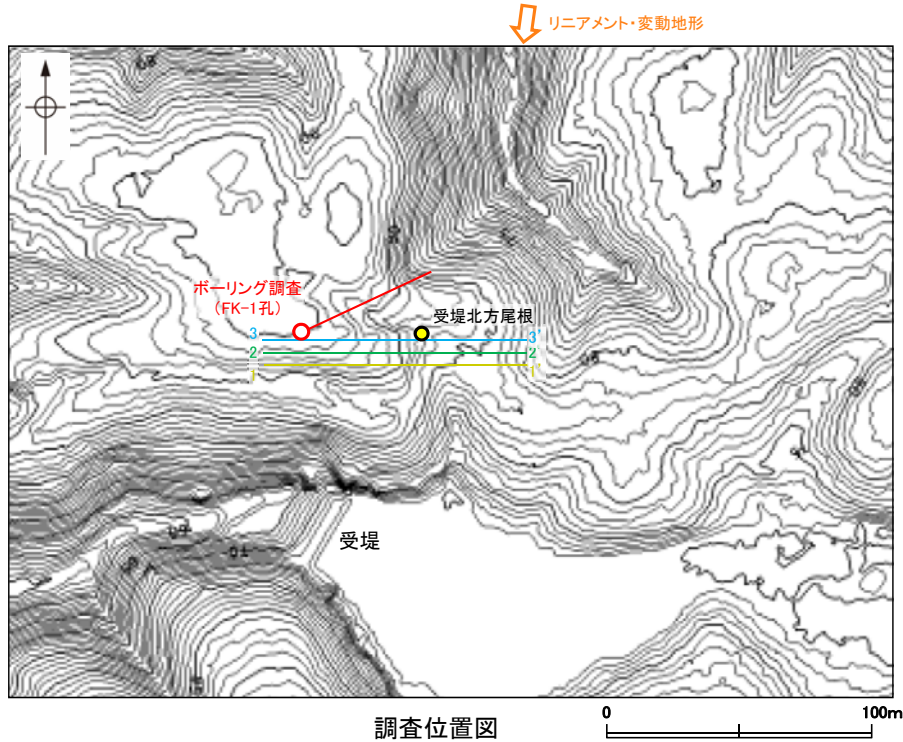 リニアメント・変動地形
ボーリング調査
(FK-1孔)
受堤北方尾根
3 3'
2 2'
1 1'
受堤
調査位置図
0 100m